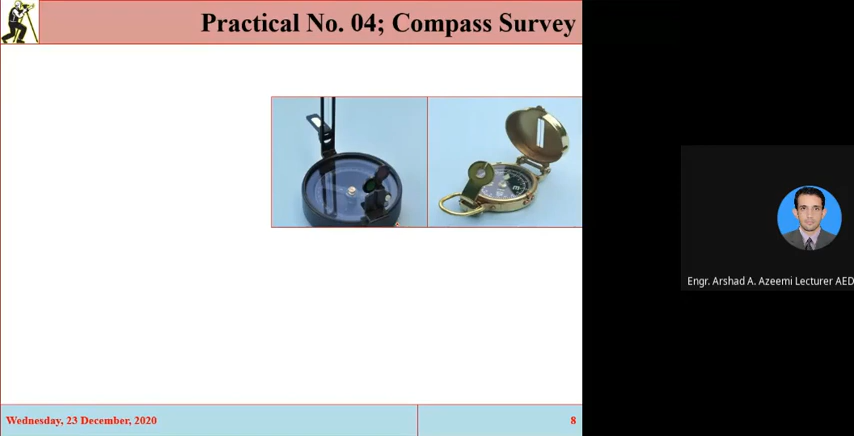 Practical No. 04; Compass Survey
Engr. Arshad A. Azeemi Lecturer AED
Wednesday, 23 December, 2020
8